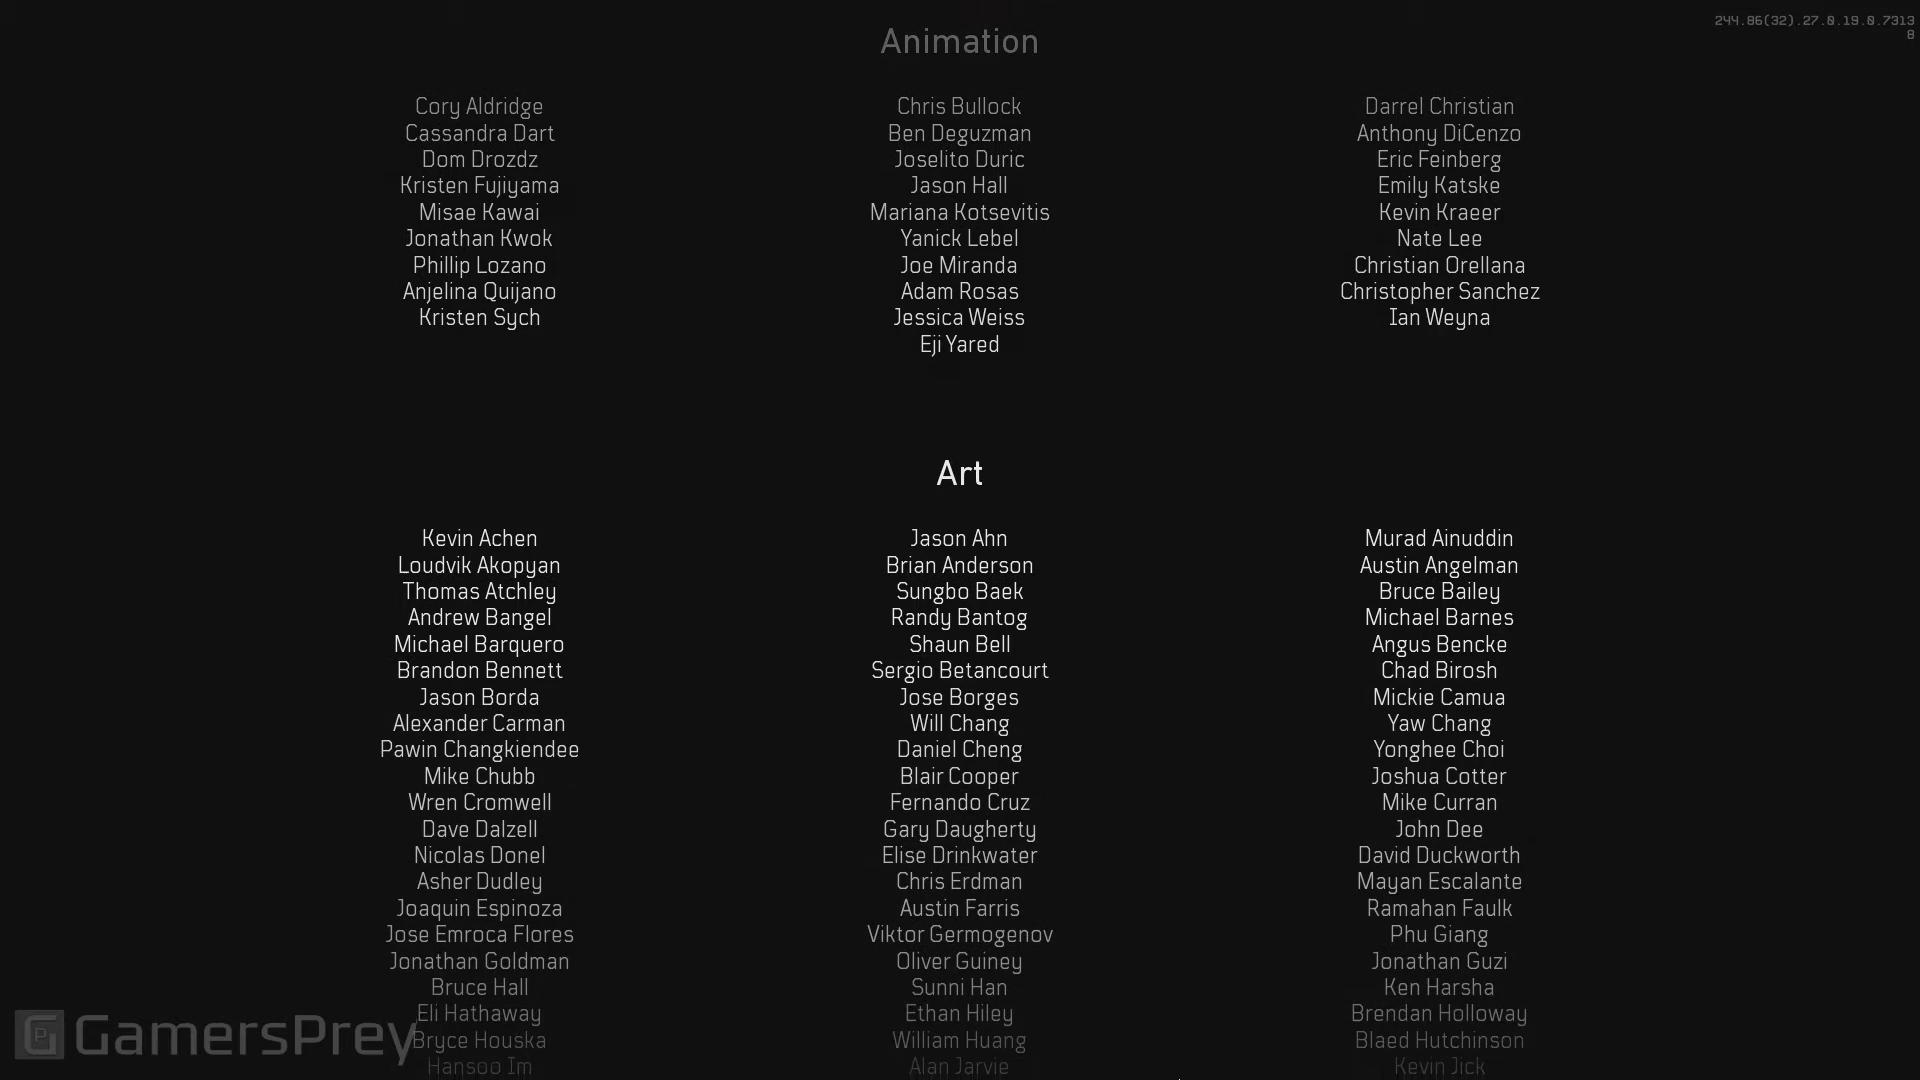 244.86(32).27.0.19.0.7313
8
Animation
Cory Aldridge Chris Bullock Darrel Christian
Cassandra Dart Ben Deguzman Anthony DiCenzo
Dom Drozdz Joselito Duric Eric Feinberg
Kristen Fujiyama Jason Hall Emily Katske
Misae Kawai Mariana Kotsevitis Kevin Kraeer
Jonathan Kwok Yanick Lebel Nate Lee
Phillip Lozano Joe Miranda Christian Orellana
Anjelina Quijano Adam Rosas Christopher Sanchez
Kristen Sych Jessica Weiss Ian Weyna
Eji Yared
Art
Kevin Achen Jason Ahn Murad Ainuddin
Loudvik Akopyan Brian Anderson Austin Angelman
Thomas Atchley Sungbo Baek Bruce Bailey
Andrew Bangel Randy Bantog Michael Barnes
Michael Barquero Shaun Bell Angus Bencke
Brandon Bennett Sergio Betancourt Chad Birosh
Jason Borda Jose Borges Mickie Camua
Alexander Carman Will Chang Yaw Chang
Pawin Changkiendee Daniel Cheng Yonghee Choi
Mike Chubb Blair Cooper Joshua Cotter
Wren Cromwell Fernando Cruz Mike Curran
Dave Dalzell Gary Daugherty John Dee
Nicolas Donel Elise Drinkwater David Duckworth
Asher Dudley Chris Erdman Mayan Escalante
Joaquin Espinoza Austin Farris Ramahan Faulk
Jose Emroca Flores Viktor Germogenov Phu Giang
Jonathan Goldman Oliver Guiney Jonathan Guzi
Bruce Hall Sunni Han Ken Harsha
Eli Hathaway Ethan Hiley Brendan Holloway
Bryce Houska William Huang Blaed Hutchinson
Hansoo Im Alan Jarvie Kevin Jick
GamersPrey